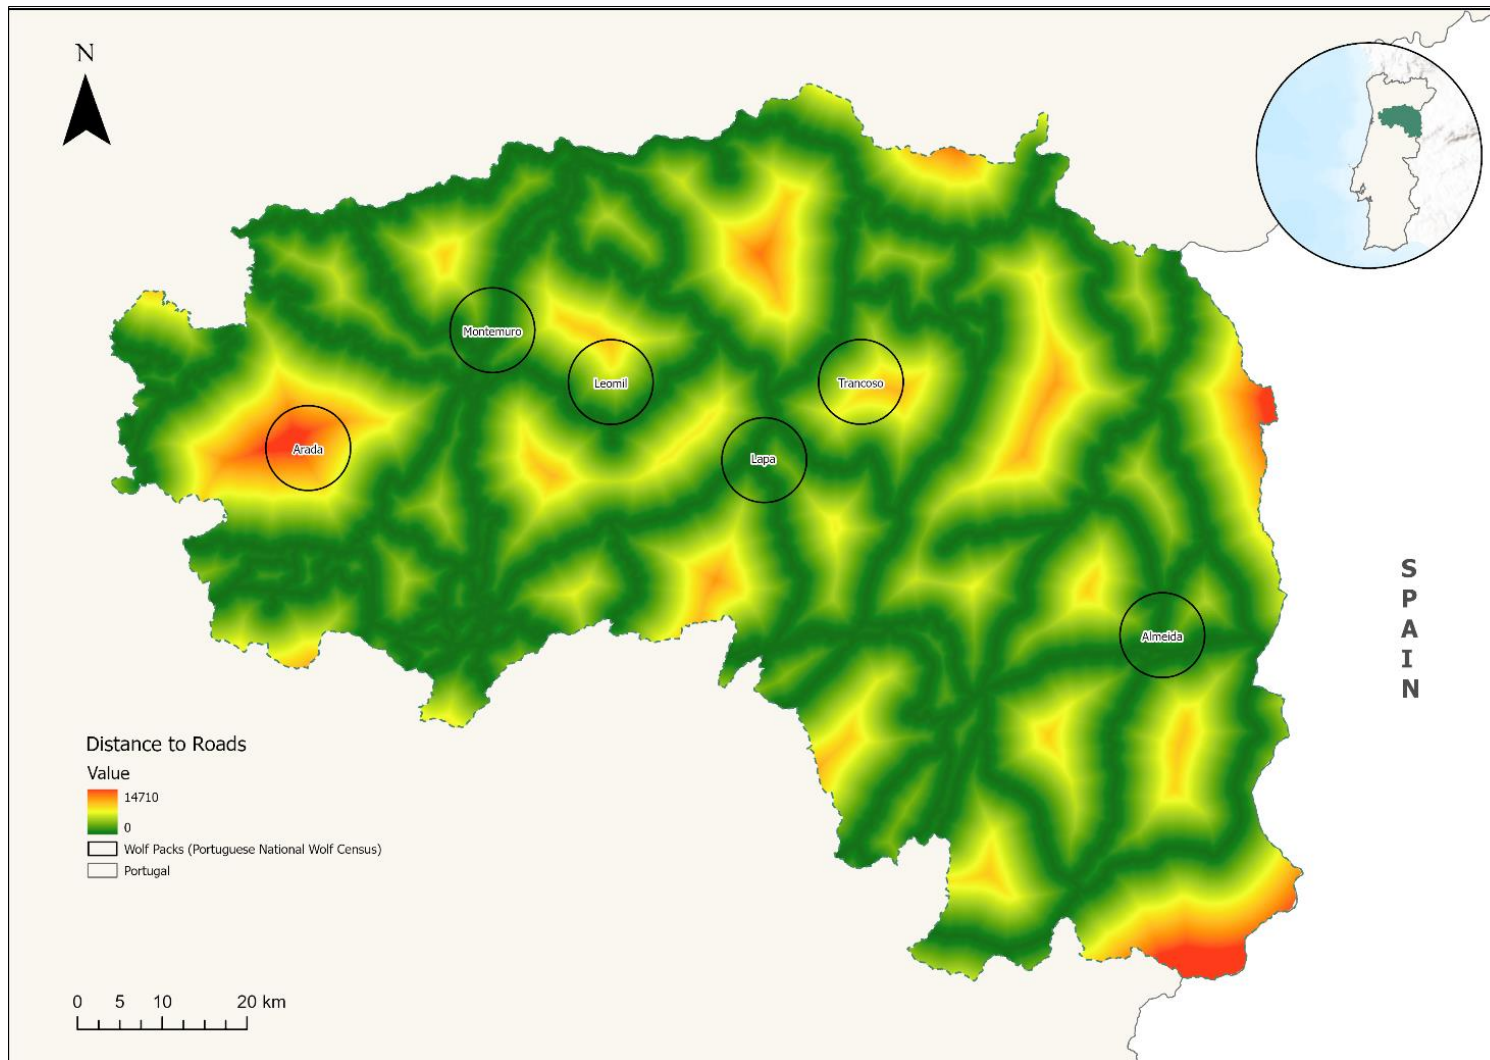 N
Montemuro
Leomil
Trancoso
Arada
Lapa
Almeida
S
P
A
I
N
Distance to Roads
Value
14710
0
Wolf Packs (Portuguese National Wolf Census)
Portugal
0 5 10 20 km